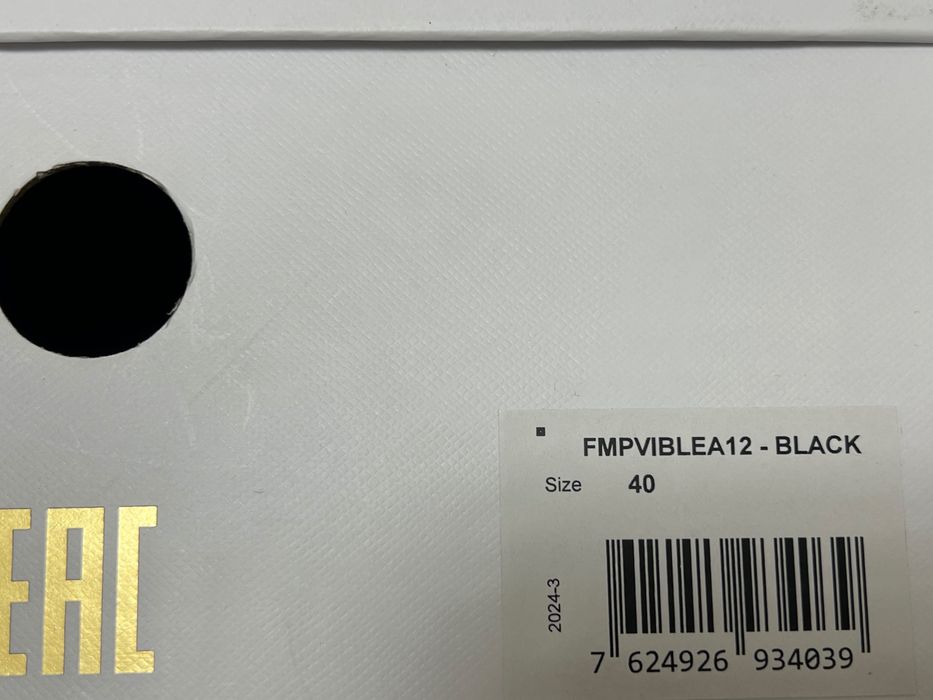 FMPVIBLEA12 - BLACK
Size 40
2024-3
7 624926 934039
EAC